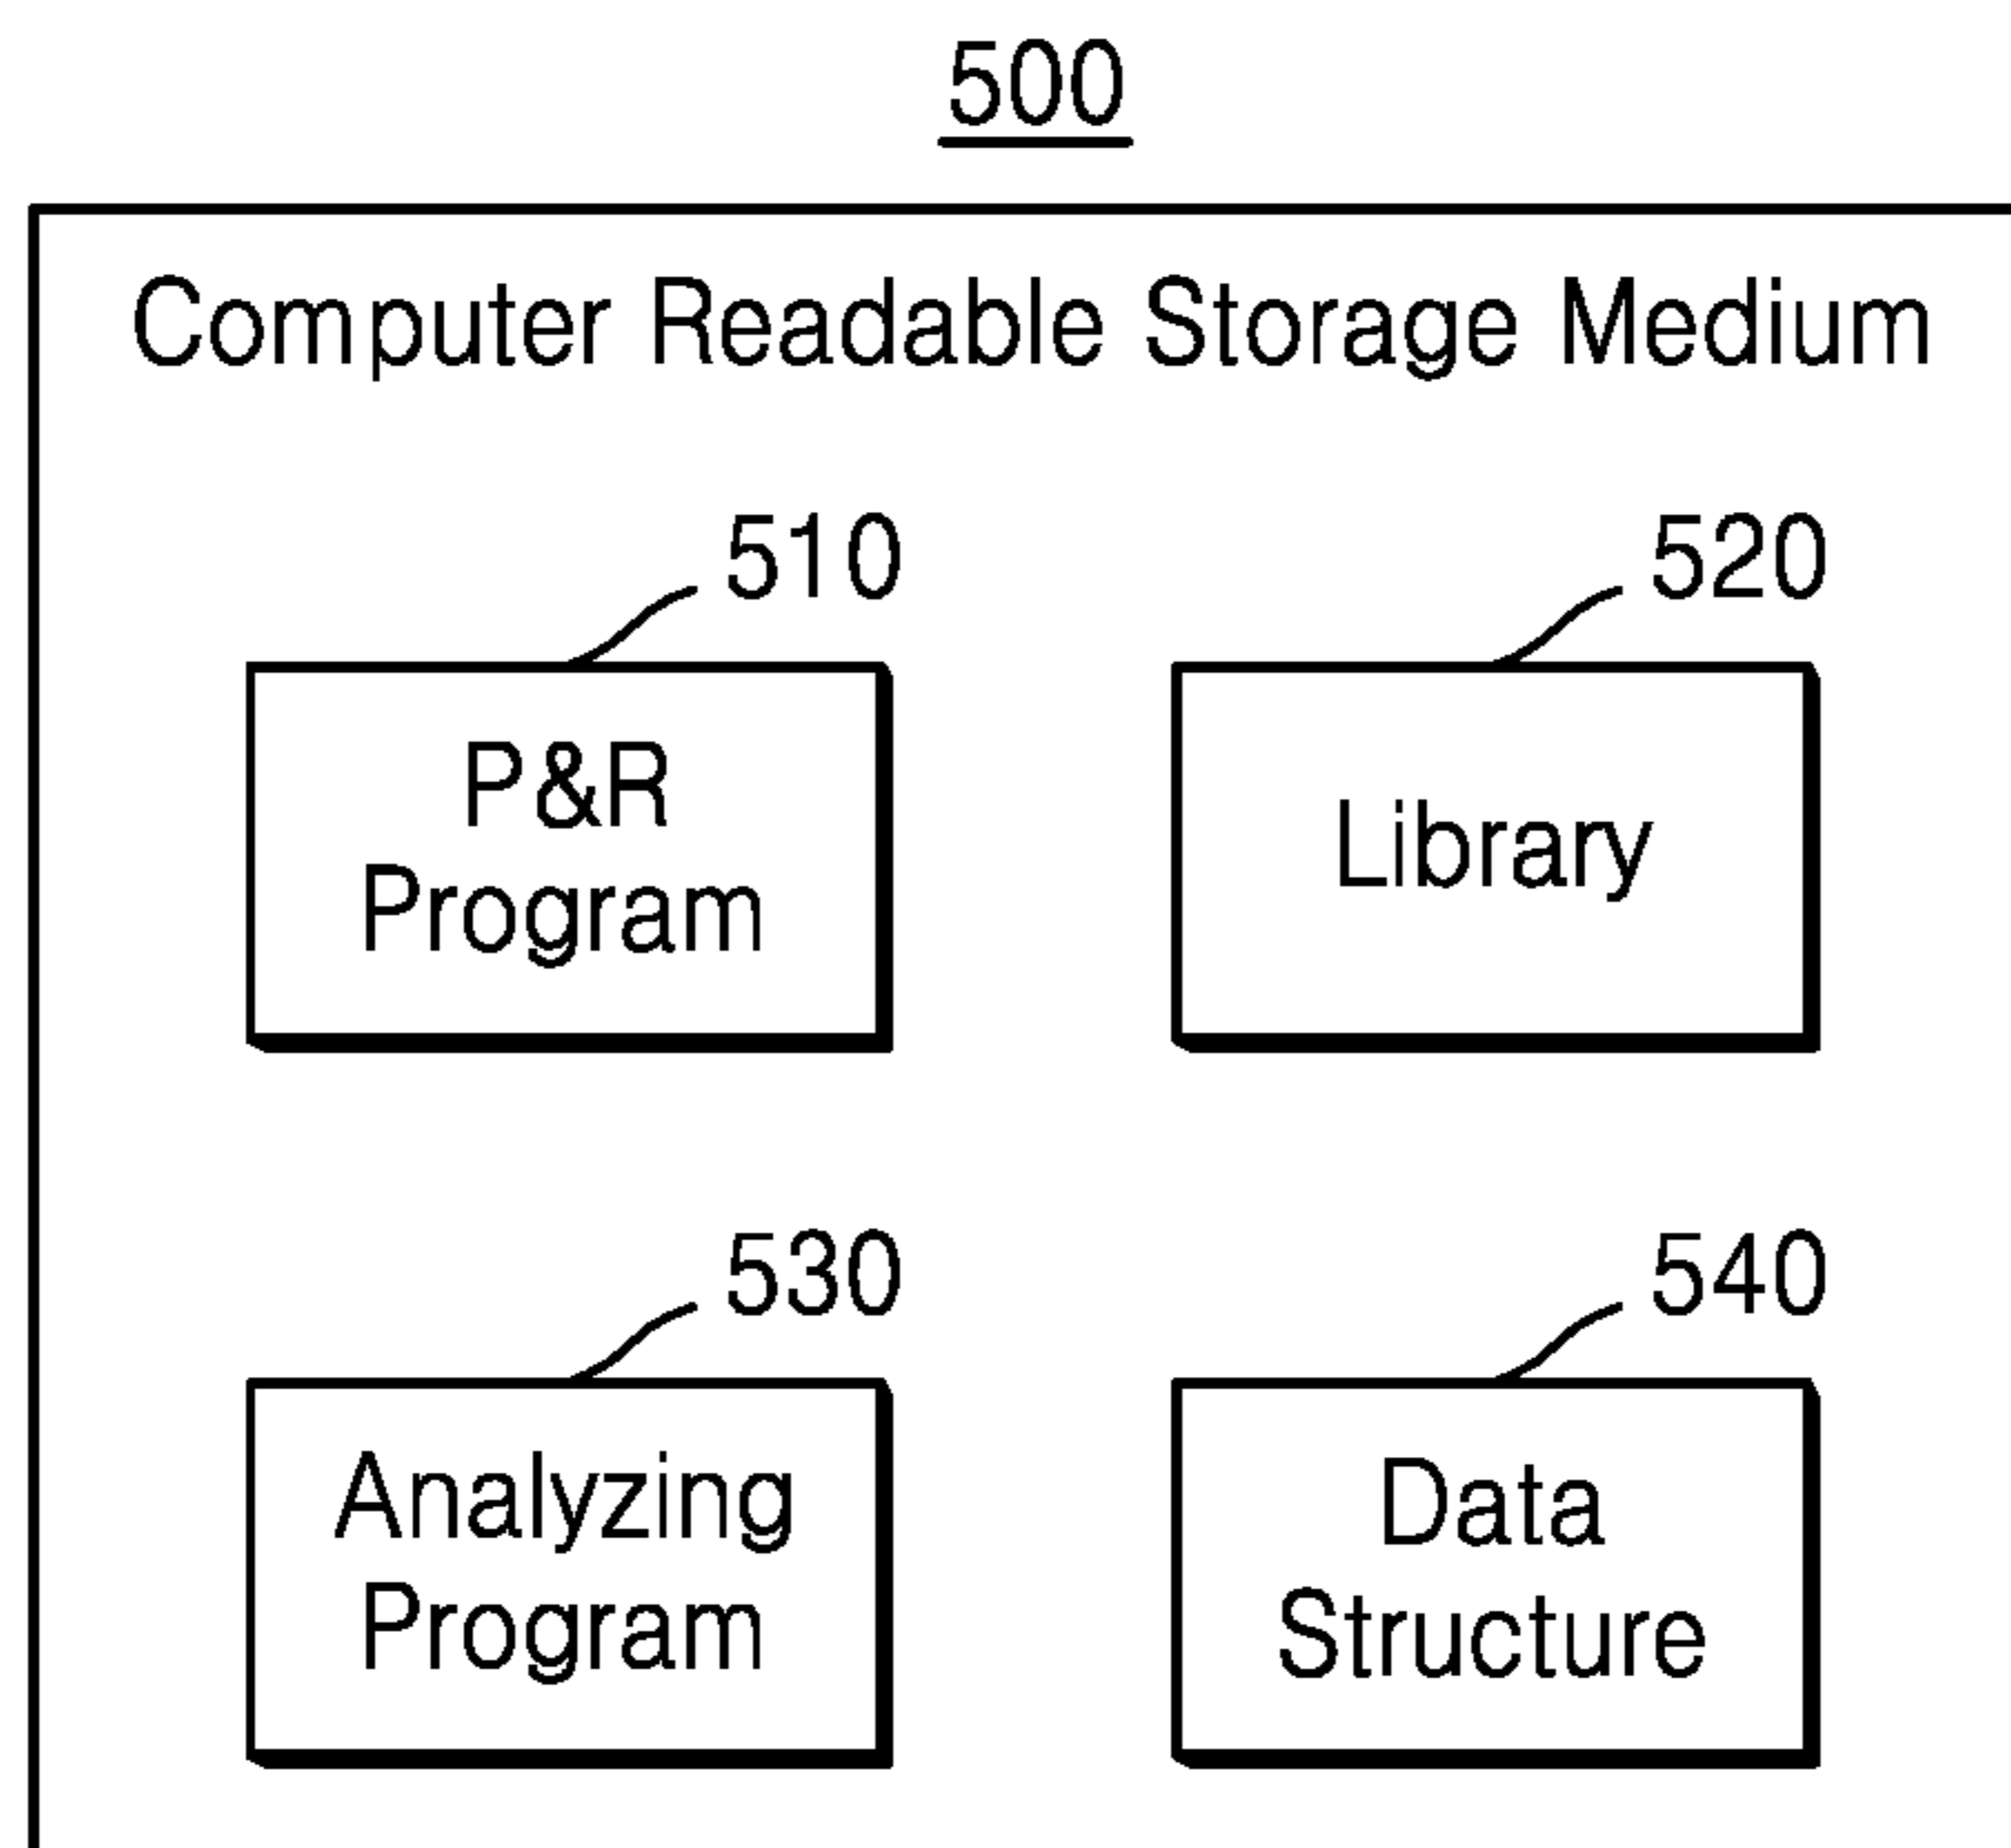 500
Computer Readable Storage Medium
510
520
P&R
Program
Library
530
540
Analyzing
Program
Data
Structure